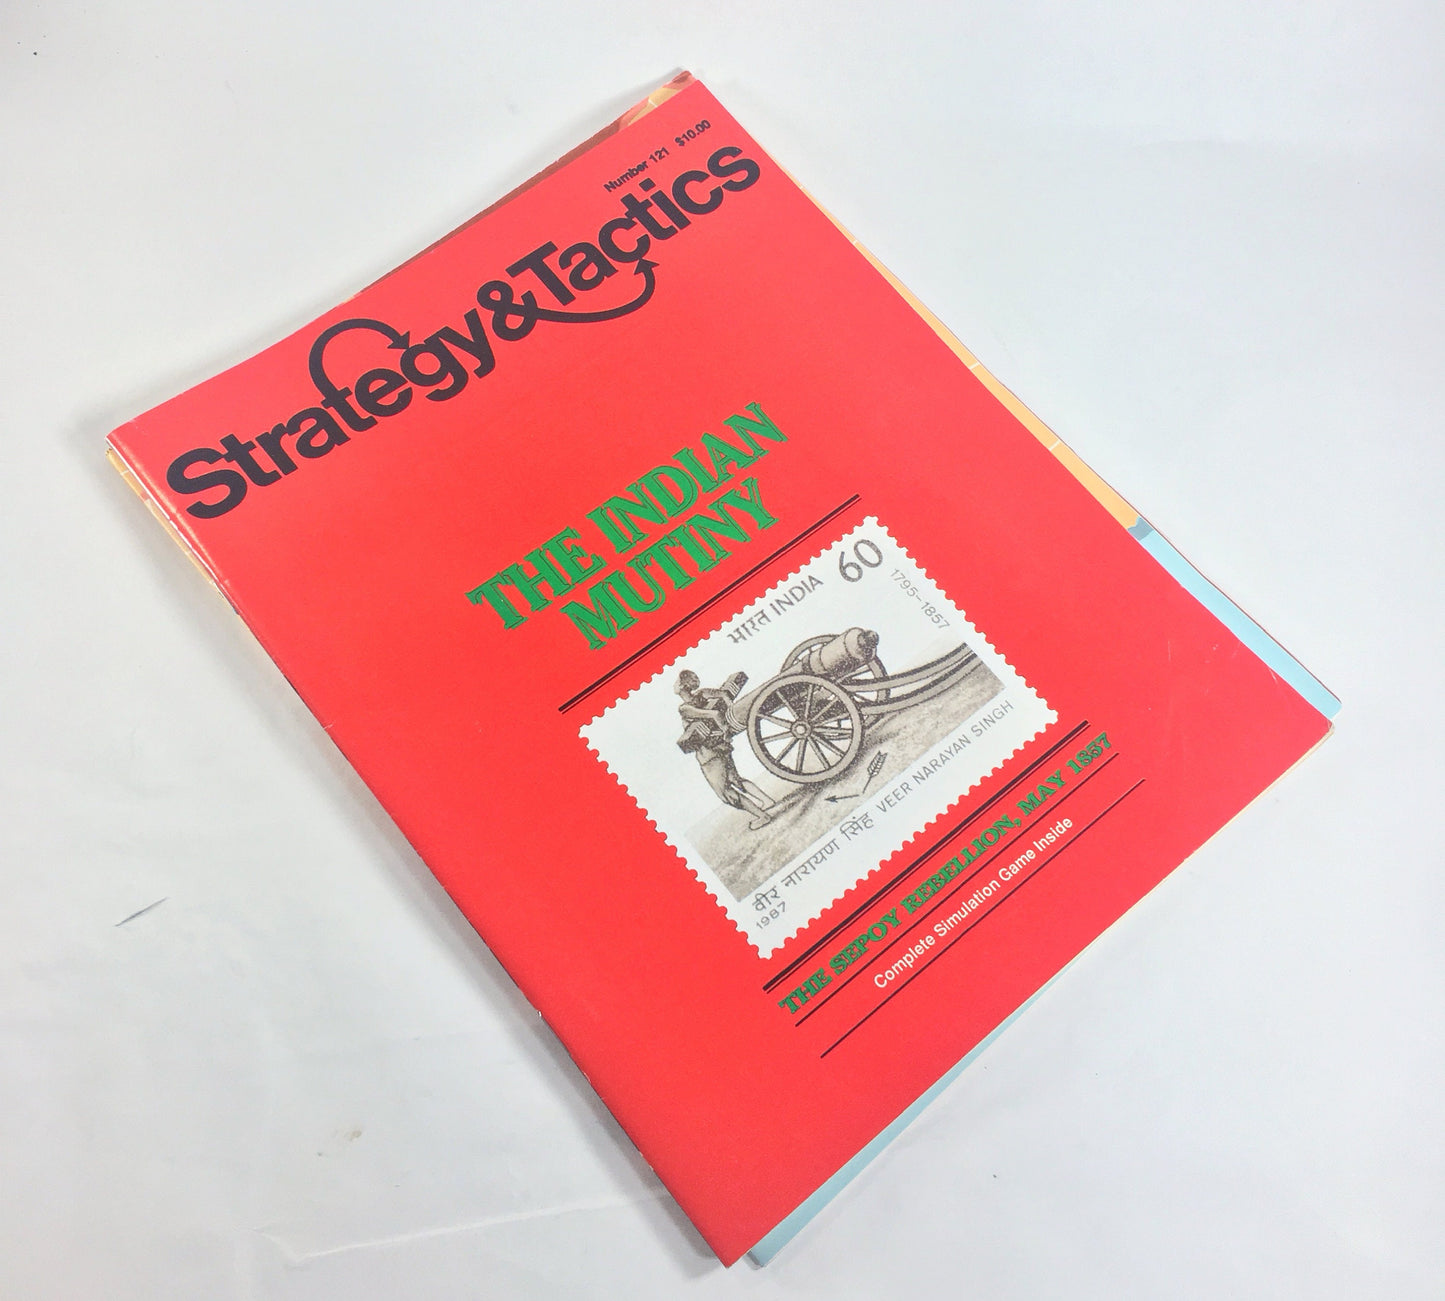 Number 121 $10.00
Strategy&Tactics
THE INDIAN
MUTINY
भारत INDIA 60
1795-1857
वीर नारायण सिंह VEER NARAYAN SINGH
1987
THE SEPOY REBELLION, MAY 1857
Complete Simulation Game Inside